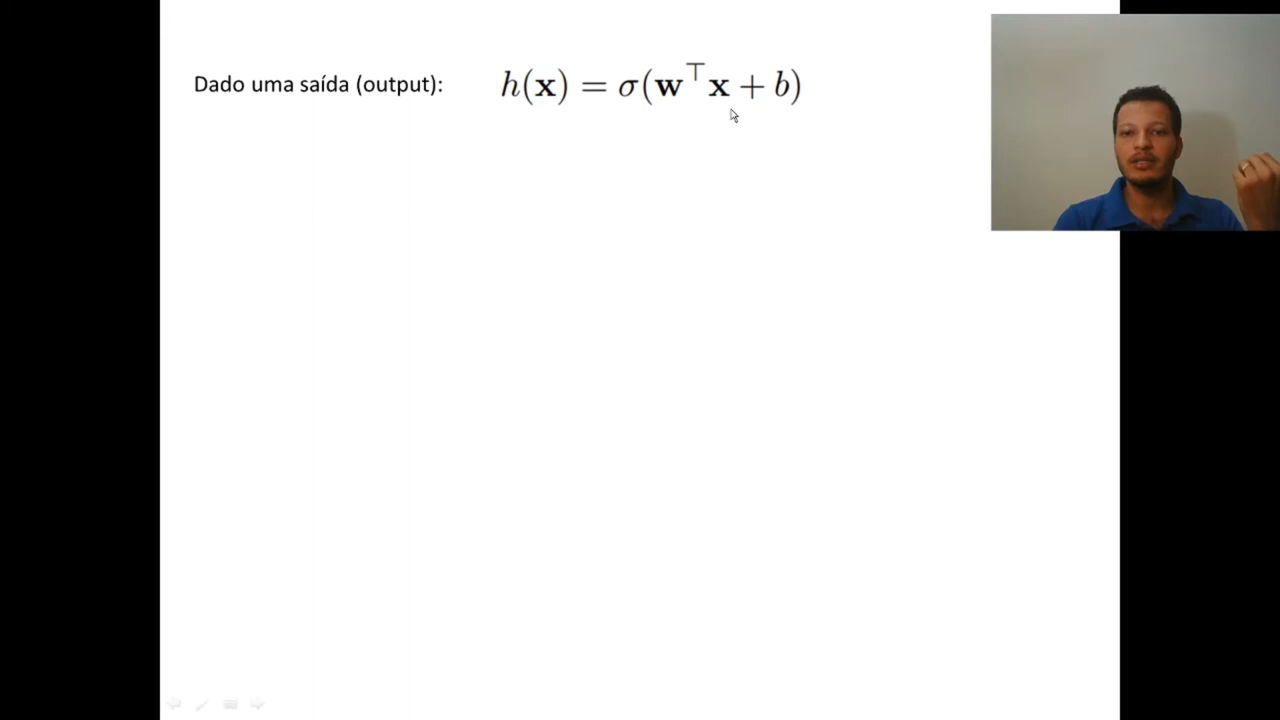 Dado uma saída (output): h(x) = σ(w⊤x + b)